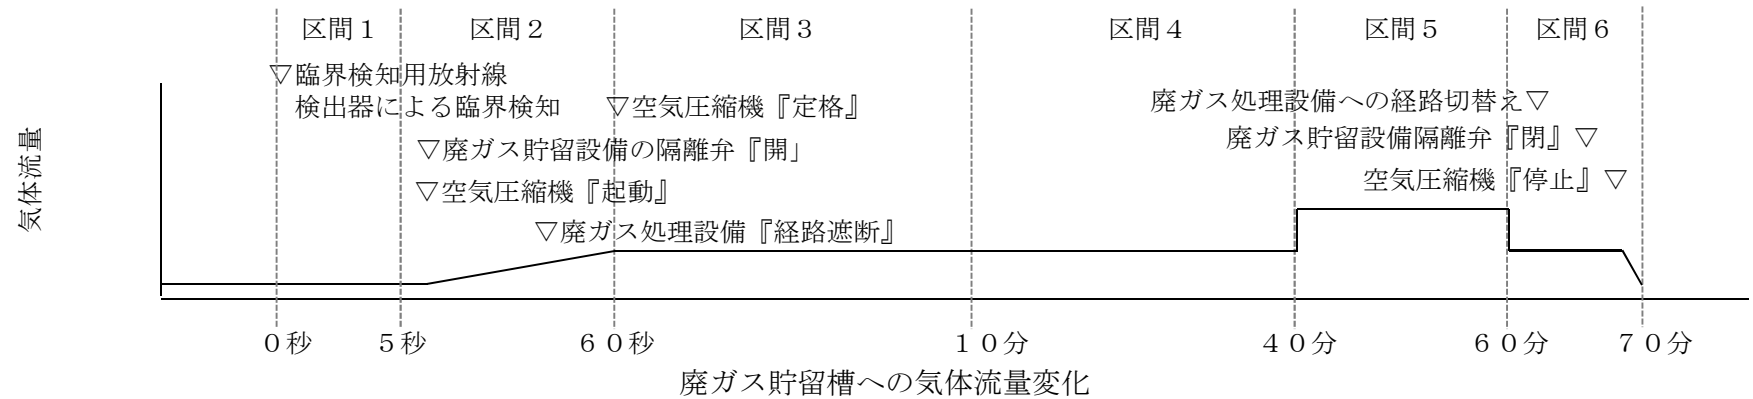 区間１ 区間２ 区間３ 区間４ 区間５ 区間６
▽臨界検知用放射線
検出器による臨界検知
▽空気圧縮機『定格』
廃ガス処理設備への経路切替え▽
▽廃ガス貯留設備の隔離弁『開」
廃ガス貯留設備隔離弁『閉』▽
▽空気圧縮機『起動』
空気圧縮機『停止』▽
▽廃ガス処理設備『経路遮断』
気体流量
０秒 ５秒 ６０秒 １０分 ４０分 ６０分 ７０分
廃ガス貯留槽への気体流量変化